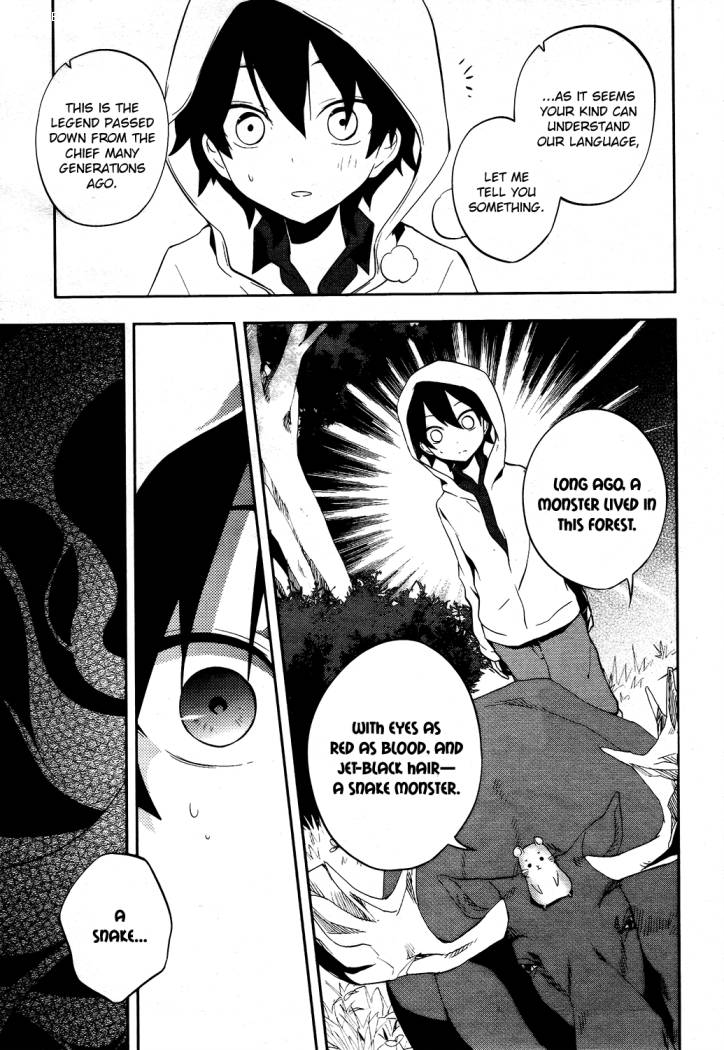 ...AS IT SEEMS
YOUR KIND CAN
UNDERSTAND
OUR LANGUAGE,
LET ME
TELL YOU
SOMETHING.
THIS IS THE
LEGEND PASSED
DOWN FROM THE
CHIEF MANY
GENERATIONS
AGO.
LONG AGO, A
MONSTER LIVED IN
THIS FOREST.
WITH EYES AS
RED AS BLOOD, AND
JET-BLACK HAIR—
A SNAKE MONSTER.
A
SNAKE...